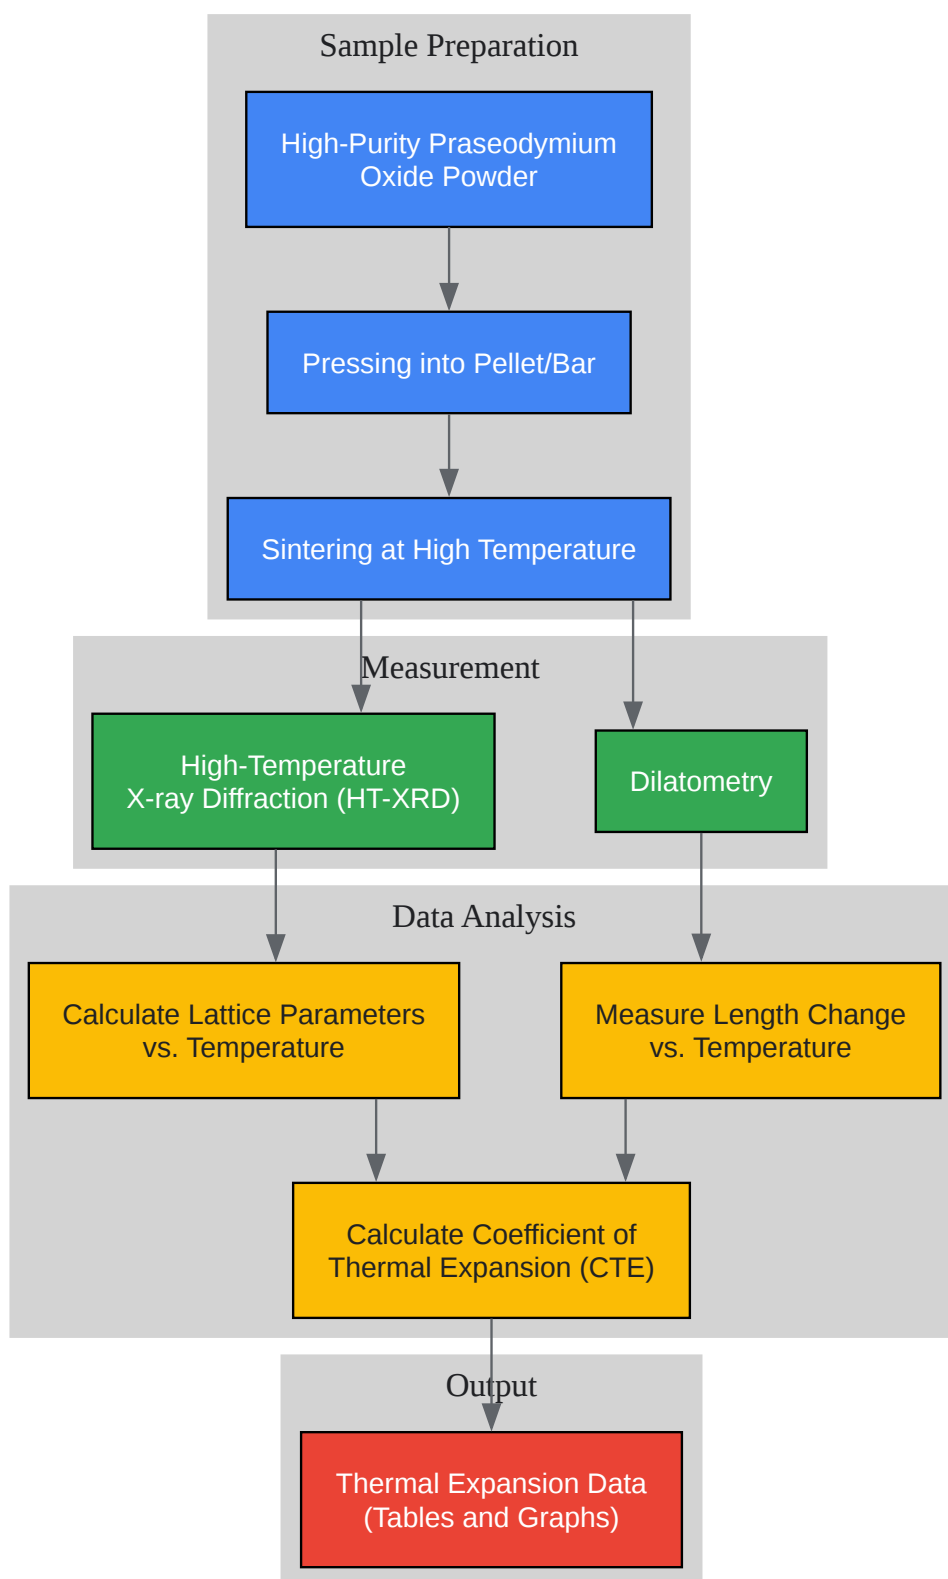 Sample Preparation
High-Purity Praseodymium
Oxide Powder
Pressing into Pellet/Bar
Sintering at High Temperature
Measurement
High-Temperature
X-ray Diffraction (HT-XRD)
Dilatometry
Data Analysis
Calculate Lattice Parameters
vs. Temperature
Measure Length Change
vs. Temperature
Calculate Coefficient of
Thermal Expansion (CTE)
Output
Thermal Expansion Data
(Tables and Graphs)